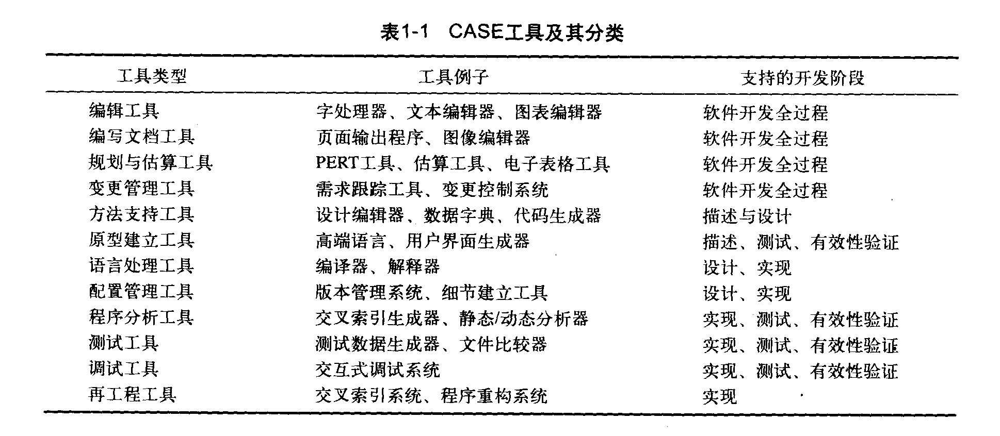 表1-1 CASE工具及其分类
工具类型 工具例子 支持的开发阶段
编辑工具 字处理器、文本编辑器、图表编辑器 软件开发全过程
编写文档工具 页面输出程序、图像编辑器 软件开发全过程
规划与估算工具 PERT工具、估算工具、电子表格工具 软件开发全过程
变更管理工具 需求跟踪工具、变更控制系统 软件开发全过程
方法支持工具 设计编辑器、数据字典、代码生成器 描述与设计
原型建立工具 高端语言、用户界面生成器 描述、测试、有效性验证
语言处理工具 编译器、解释器 设计、实现
配置管理工具 版本管理系统、细节建立工具 设计、实现
程序分析工具 交叉索引生成器、静态/动态分析器 实现、测试、有效性验证
测试工具 测试数据生成器、文件比较器 实现、测试、有效性验证
调试工具 交互式调试系统 实现、测试、有效性验证
再工程工具 交叉索引系统、程序重构系统 实现